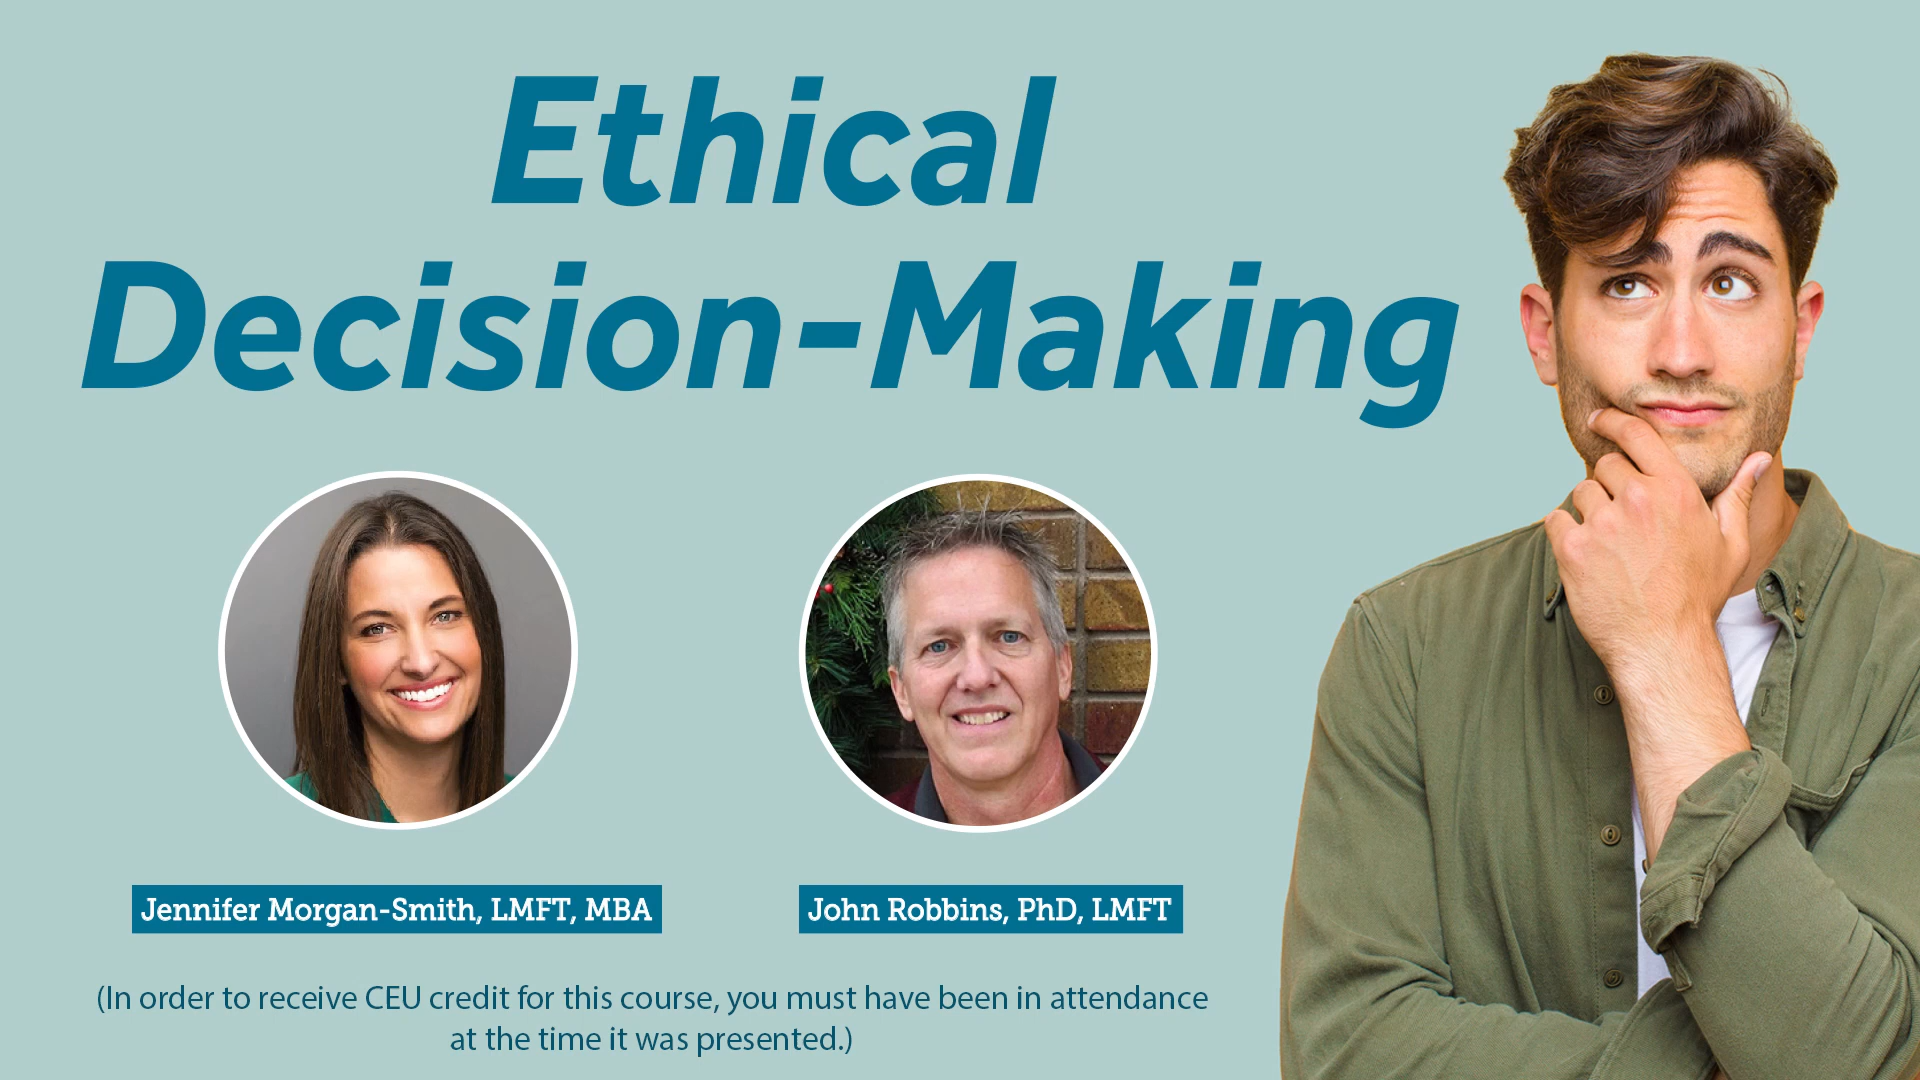 Ethical
Decision-Making
Jennifer Morgan-Smith, LMFT, MBA
John Robbins, PhD, LMFT
(In order to receive CEU credit for this course, you must have been in attendance
at the time it was presented.)